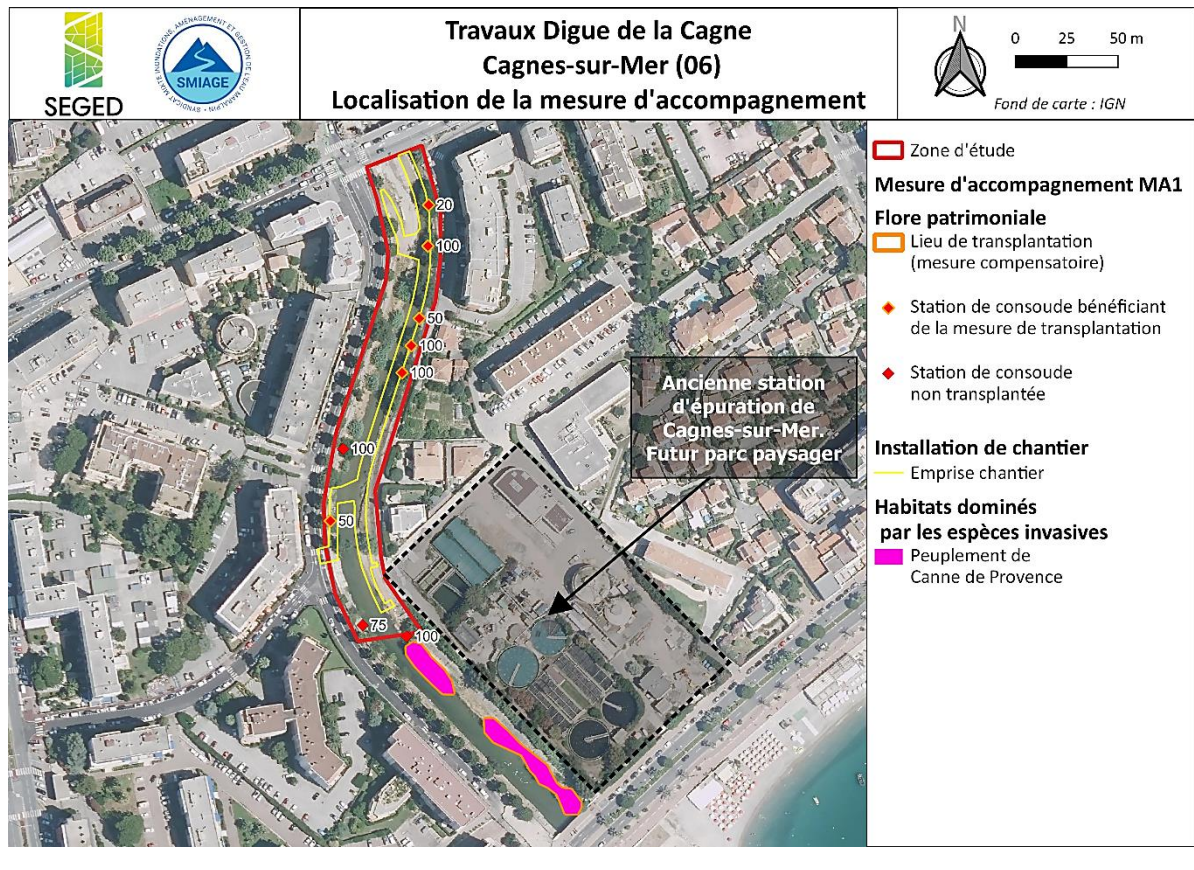 SEGED
SYNDICAT MIXTE INONDATIONS, AMÉNAGEMENT ET GESTION DE L'EAU MARALPIN
SMIAGE
Travaux Digue de la Cagne
Cagnes-sur-Mer (06)
Localisation de la mesure d'accompagnement
N
0 25 50 m
Fond de carte : IGN
20
100
50
100
100
100
50
75
100
Ancienne station
d'épuration de
Cagnes-sur-Mer.
Futur parc paysager
Zone d'étude
Mesure d'accompagnement MA1
Flore patrimoniale
Lieu de transplantation
(mesure compensatoire)
Station de consoude bénéficiant
de la mesure de transplantation
Station de consoude
non transplantée
Installation de chantier
Emprise chantier
Habitats dominés
par les espèces invasives
Peuplement de
Canne de Provence